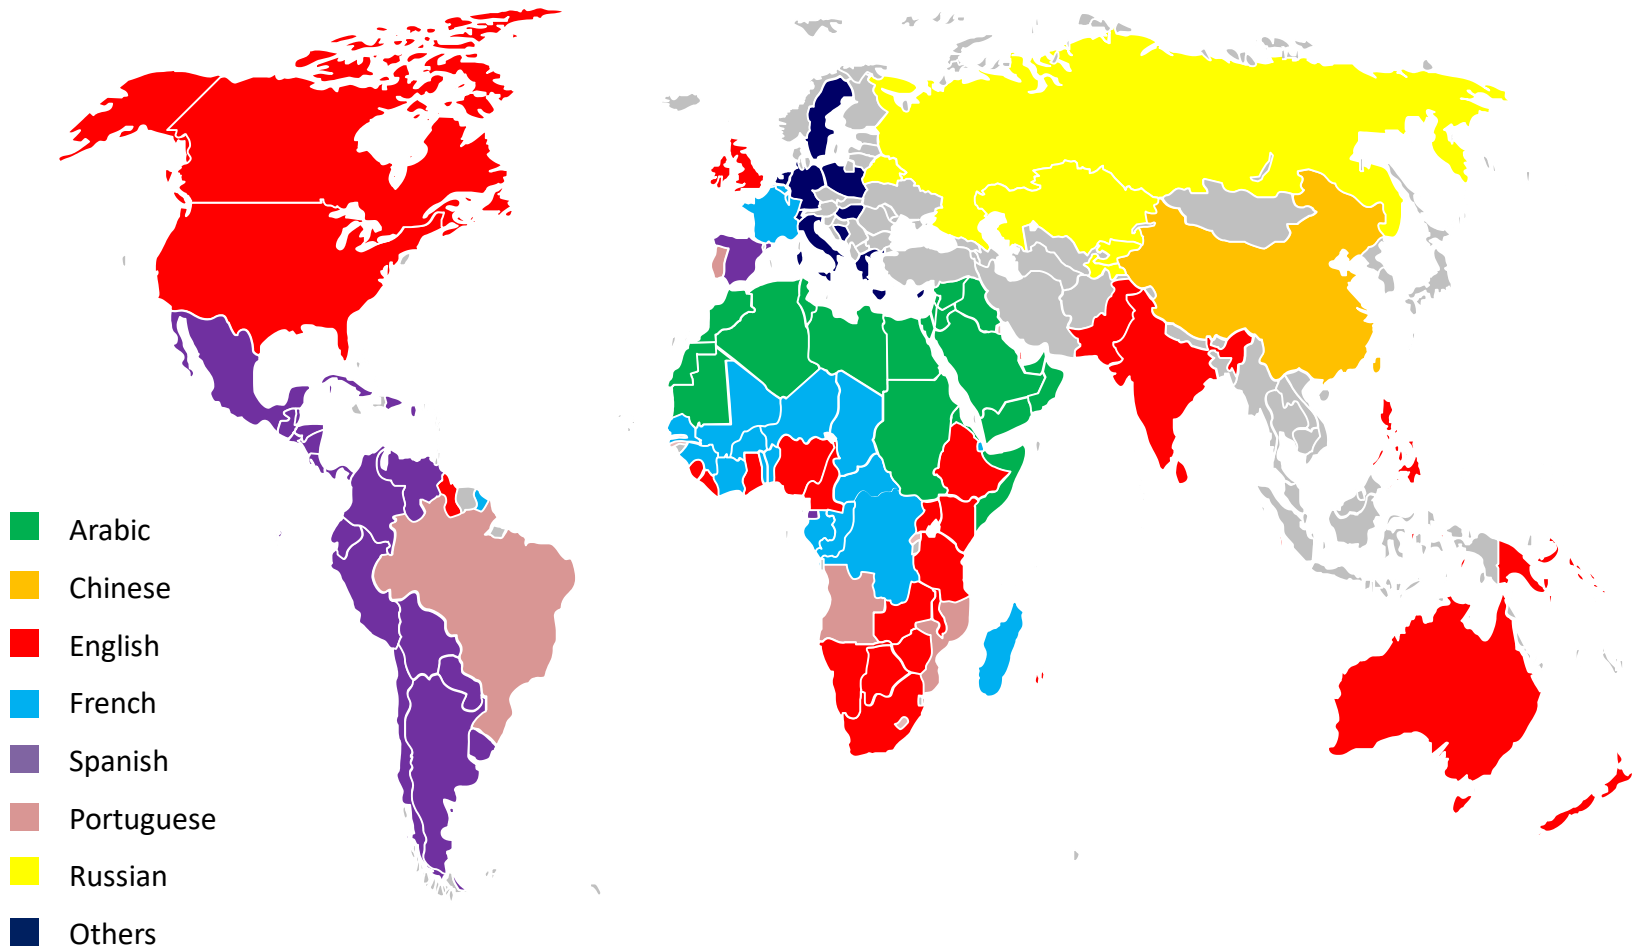 Arabic
Chinese
English
French
Spanish
Portuguese
Russian
Others